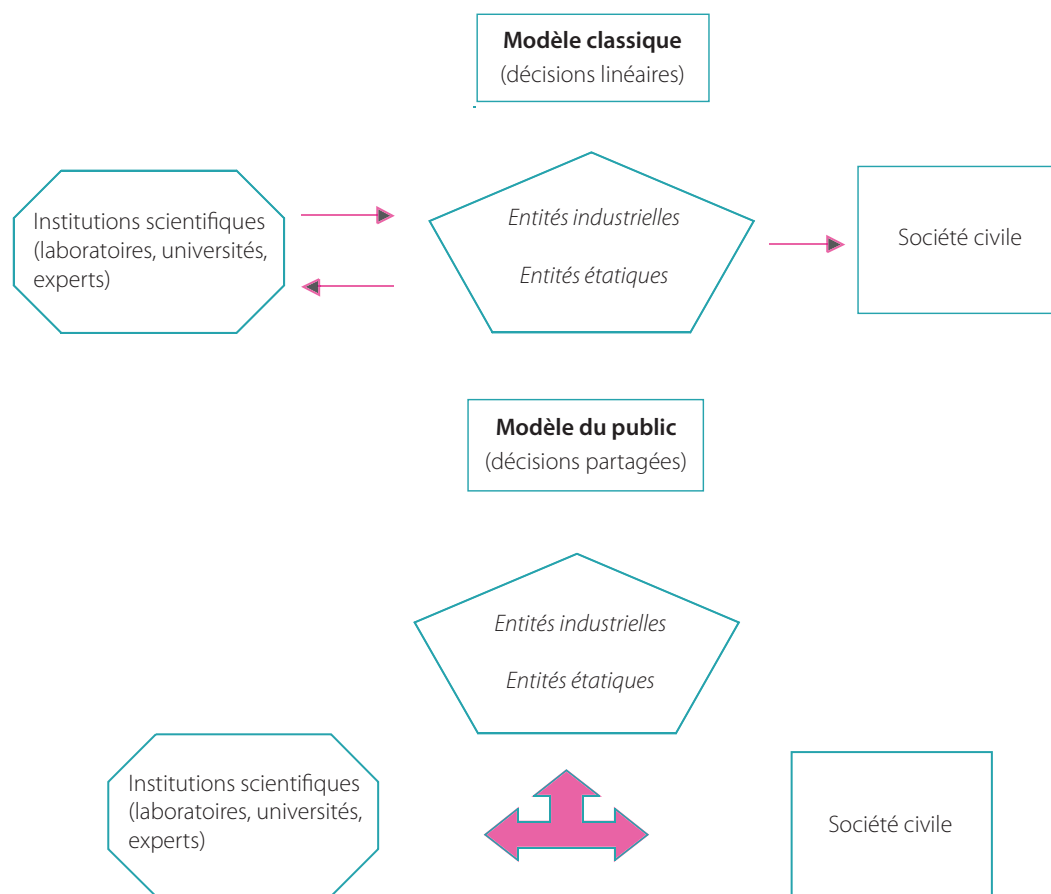 Modèle classique
(décisions linéaires)
Institutions scientifiques
(laboratoires, universités,
experts)
Entités industrielles
Entités étatiques
Société civile
Modèle du public
(décisions partagées)
Entités industrielles
Entités étatiques
Institutions scientifiques
(laboratoires, universités,
experts)
Société civile